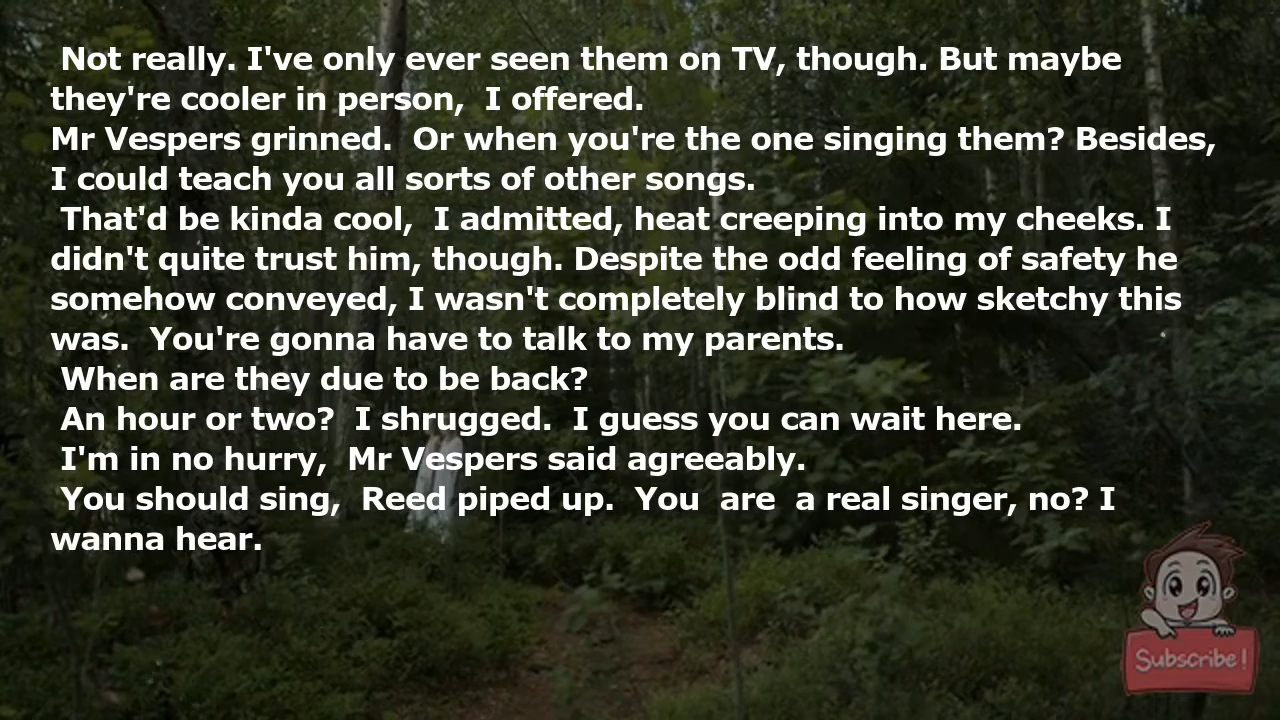 Not really. I've only ever seen them on TV, though. But maybe
they're cooler in person,  I offered.
Mr Vespers grinned.  Or when you're the one singing them? Besides,
I could teach you all sorts of other songs.
That'd be kinda cool,  I admitted, heat creeping into my cheeks. I
didn't quite trust him, though. Despite the odd feeling of safety he
somehow conveyed, I wasn't completely blind to how sketchy this
was.  You're gonna have to talk to my parents.
When are they due to be back?
An hour or two?  I shrugged.  I guess you can wait here.
I'm in no hurry,  Mr Vespers said agreeably.
You should sing,  Reed piped up.  You  are  a real singer, no? I
wanna hear.
Subscribe!